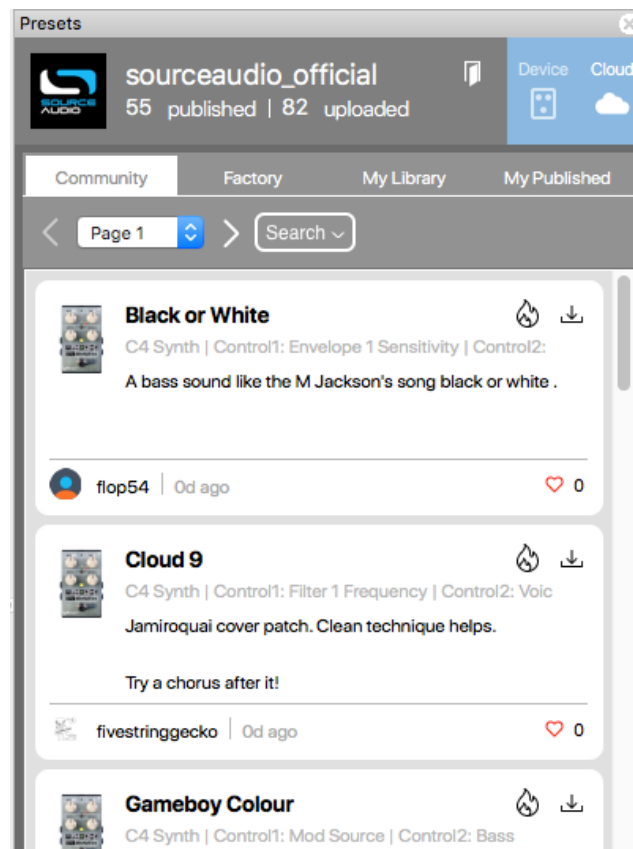 Presets
SOURCE
AUDIO
sourceaudio_official
55 published | 82 uploaded
Device
Cloud
Community
Factory
My Library
My Published
Page 1
Search
Black or White
C4 Synth | Control1: Envelope 1 Sensitivity | Control2:
A bass sound like the M Jackson's song black or white .
flop54
0d ago
0
Cloud 9
C4 Synth | Control1: Filter 1 Frequency | Control2: Voic
Jamiroquai cover patch. Clean technique helps.
Try a chorus after it!
fivestringgecko
0d ago
0
Gameboy Colour
C4 Synth | Control1: Mod Source | Control2: Bass